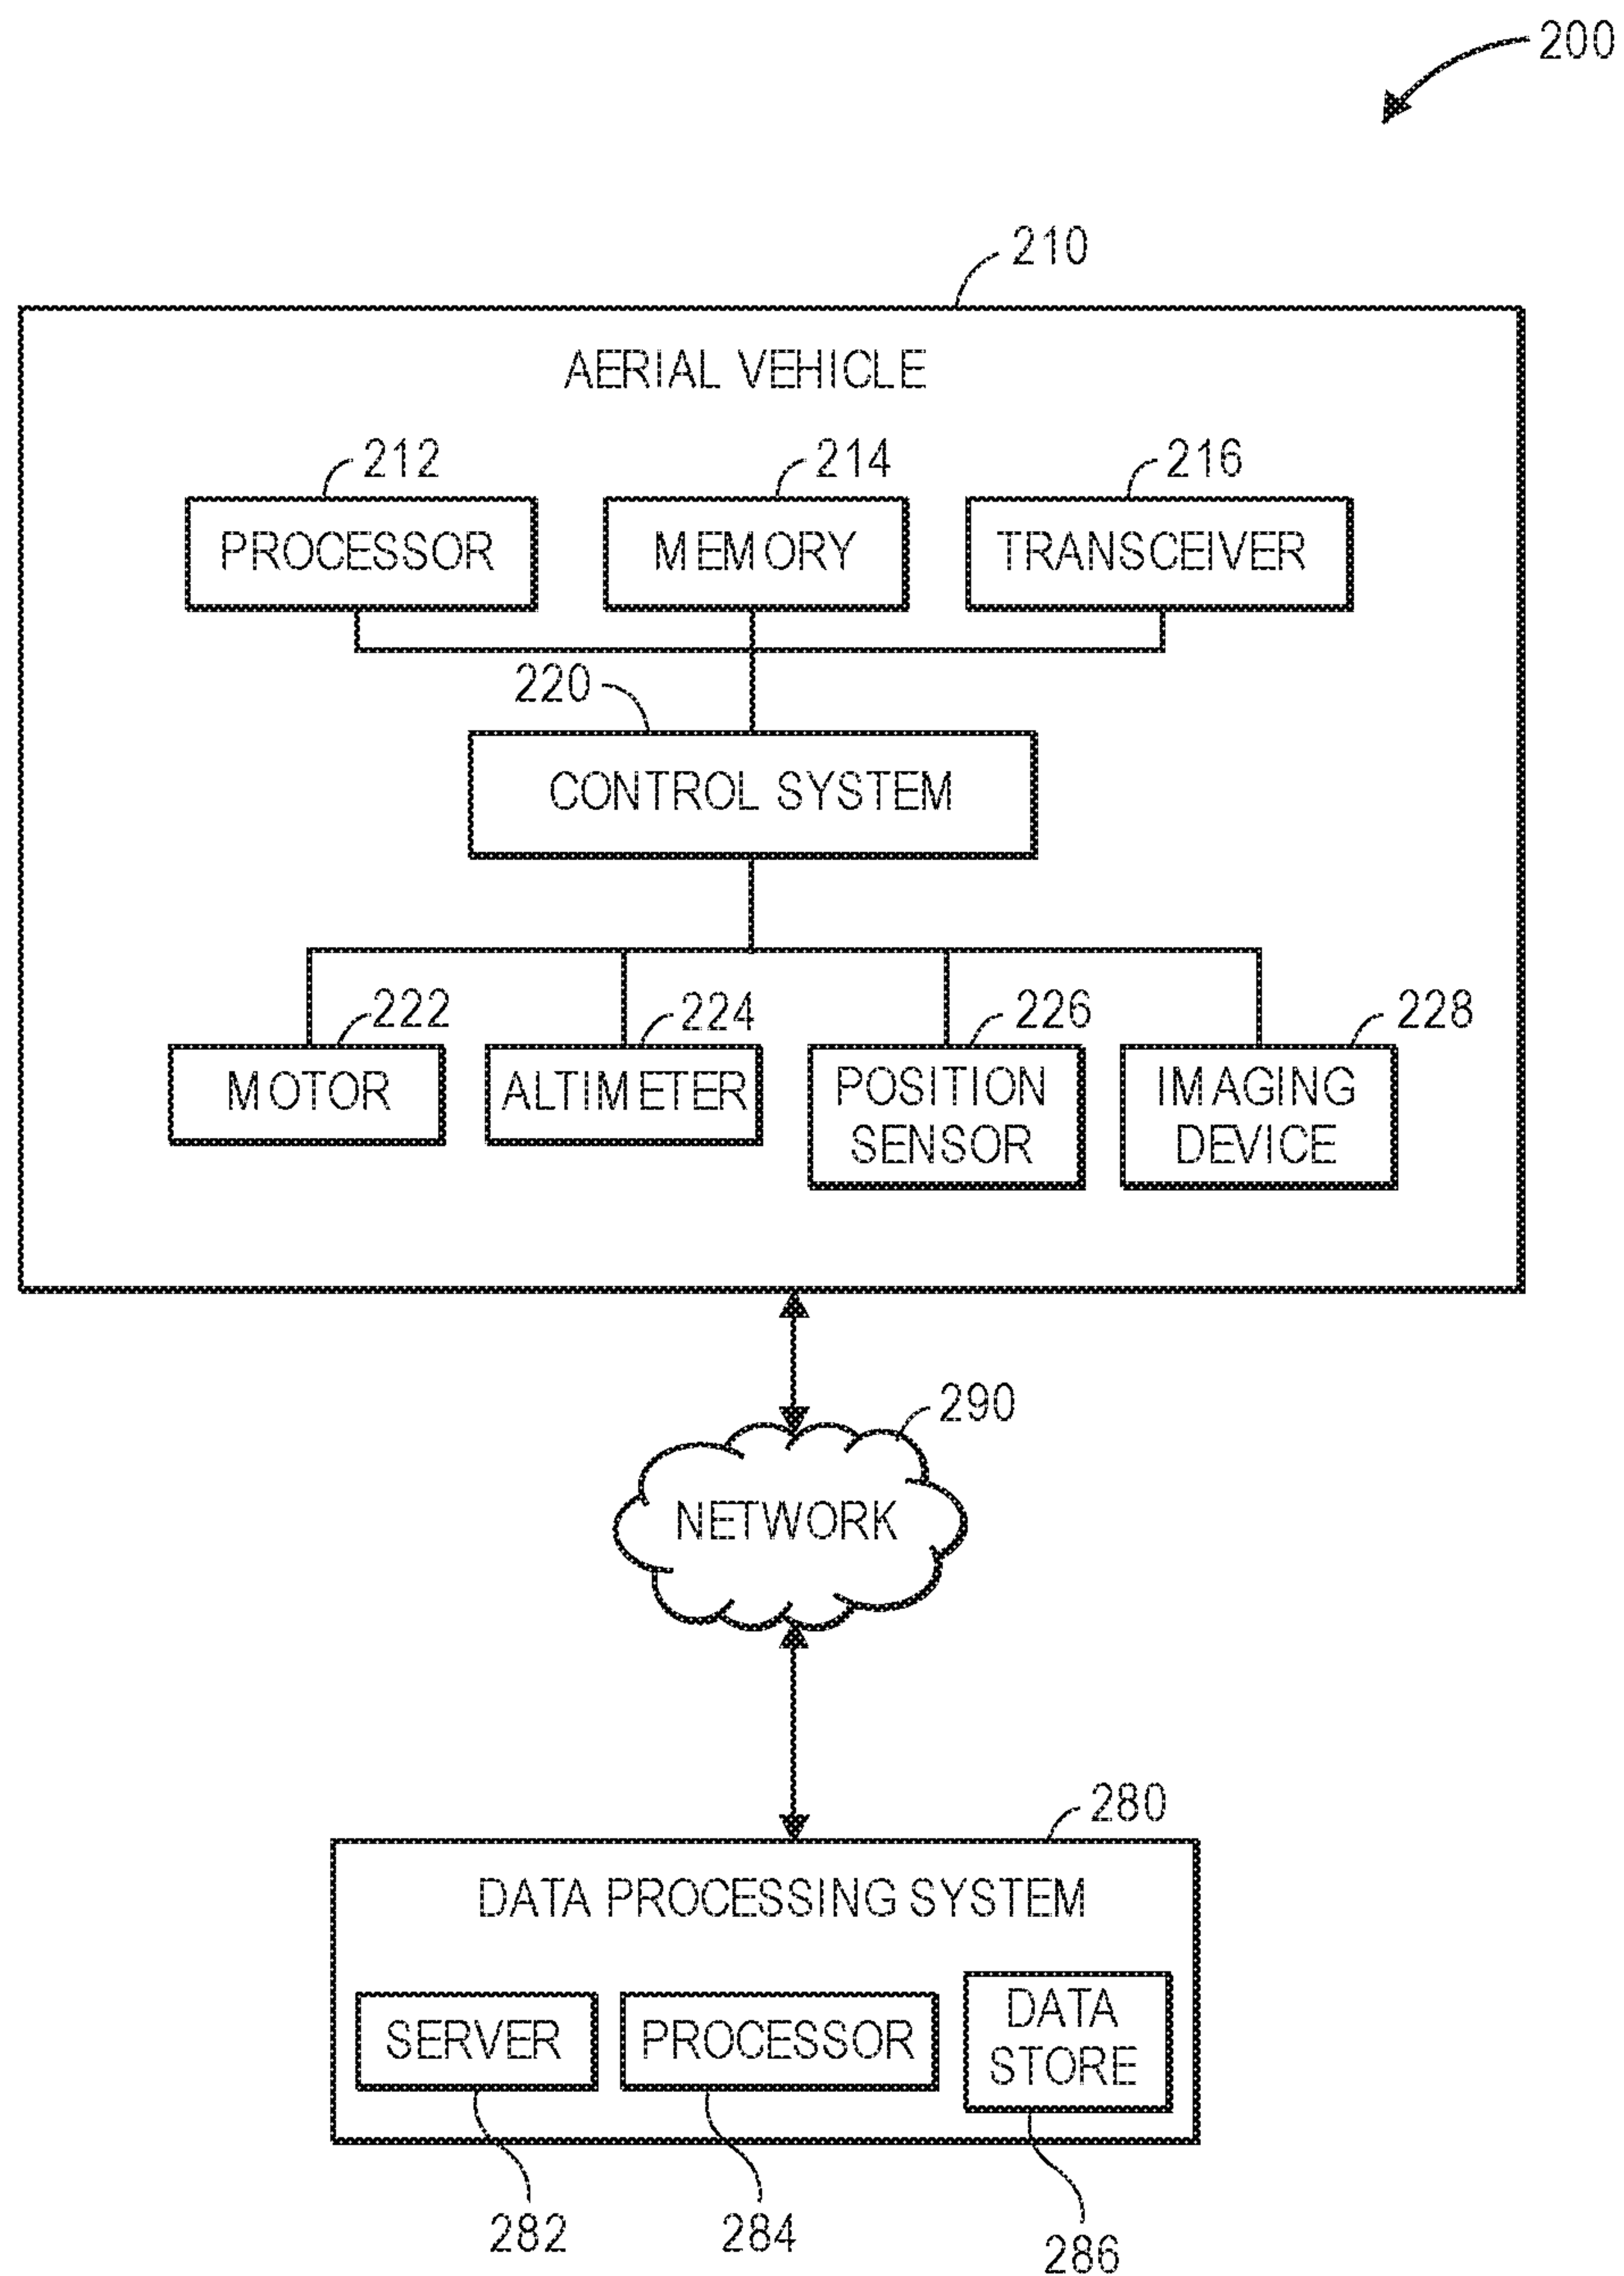 200
210
AERIAL VEHICLE
212
214
216
PROCESSOR
MEMORY
TRANSCEIVER
220
CONTROL SYSTEM
222
224
226
228
MOTOR
ALTIMETER
POSITION
SENSOR
IMAGING
DEVICE
290
NETWORK
280
DATA PROCESSING SYSTEM
SERVER
PROCESSOR
DATA
STORE
282
284
286